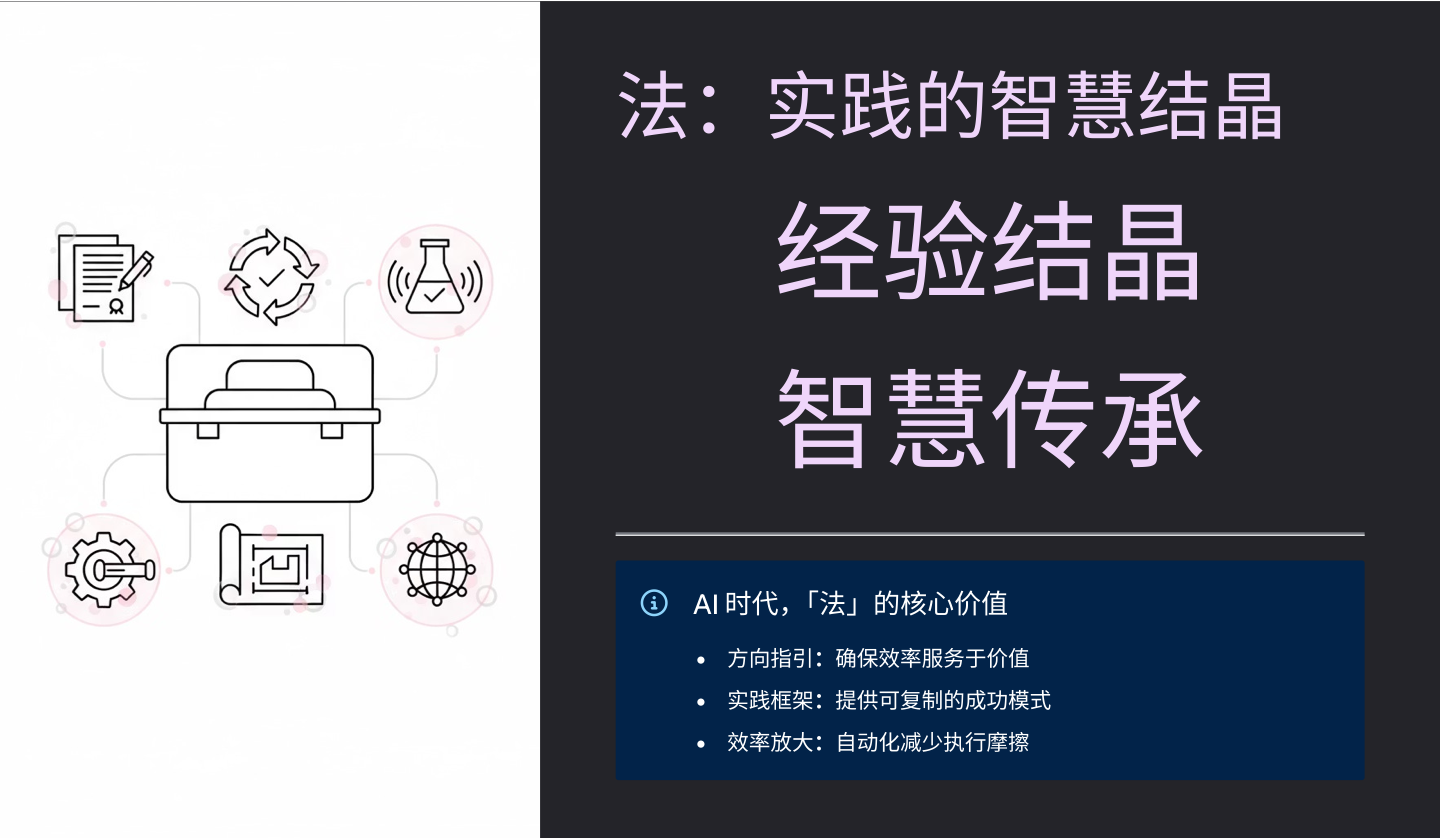 法：实践的智慧结晶
经验结晶
智慧传承
AI 时代，「法」的核心价值
• 方向指引：确保效率服务于价值
• 实践框架：提供可复制的成功模式
• 效率放大：自动化减少执行摩擦